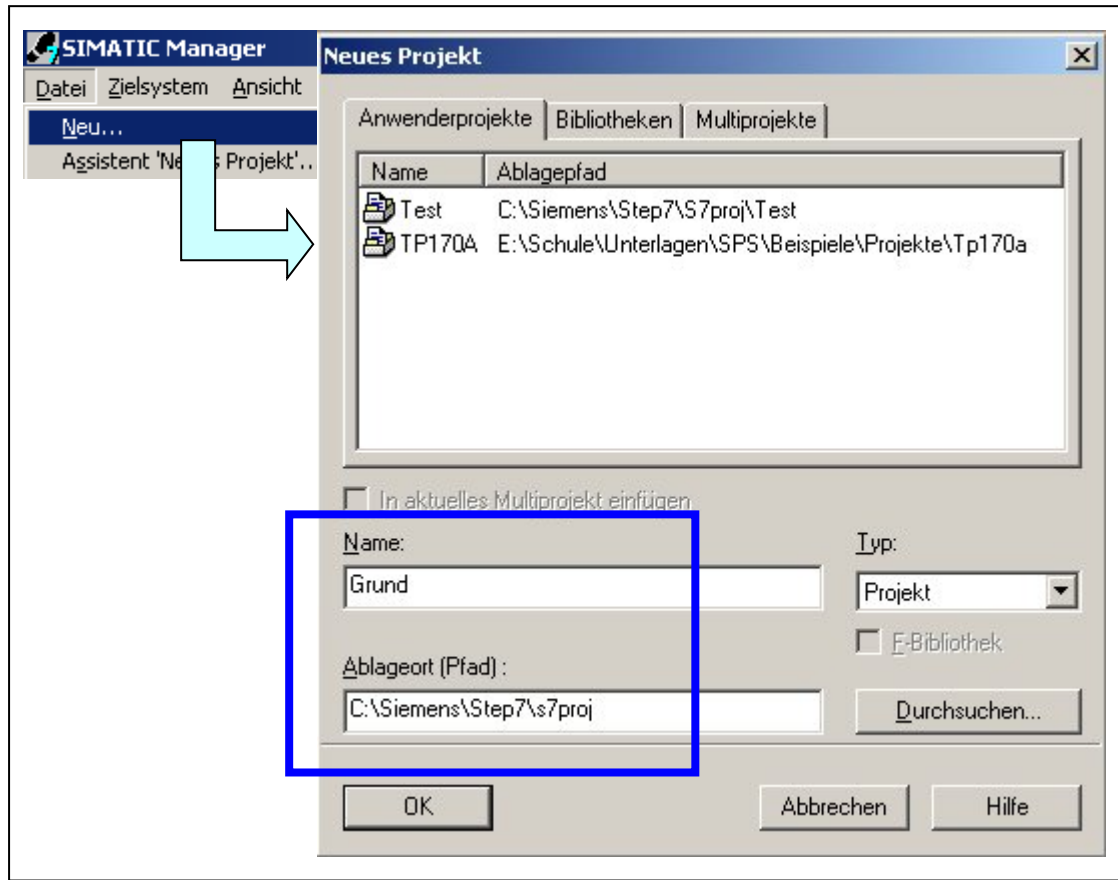 SIMATIC Manager
Datei Zielsystem Ansicht
Neu...
Assistent 'Neues Projekt'..
Neues Projekt
Anwenderprojekte Bibliotheken Multiprojekte
Name Ablagepfad
Test C:\Siemens\Step7\S7proj\Test
TP170A E:\Schule\Unterlagen\SPS\Beispiele\Projekte\Tp170a
In aktuelles Multiprojekt einfügen
Name: Typ:
Grund Projekt
F-Bibliothek
Ablageort (Pfad) :
C:\Siemens\Step7\s7proj Durchsuchen...
OK Abbrechen Hilfe